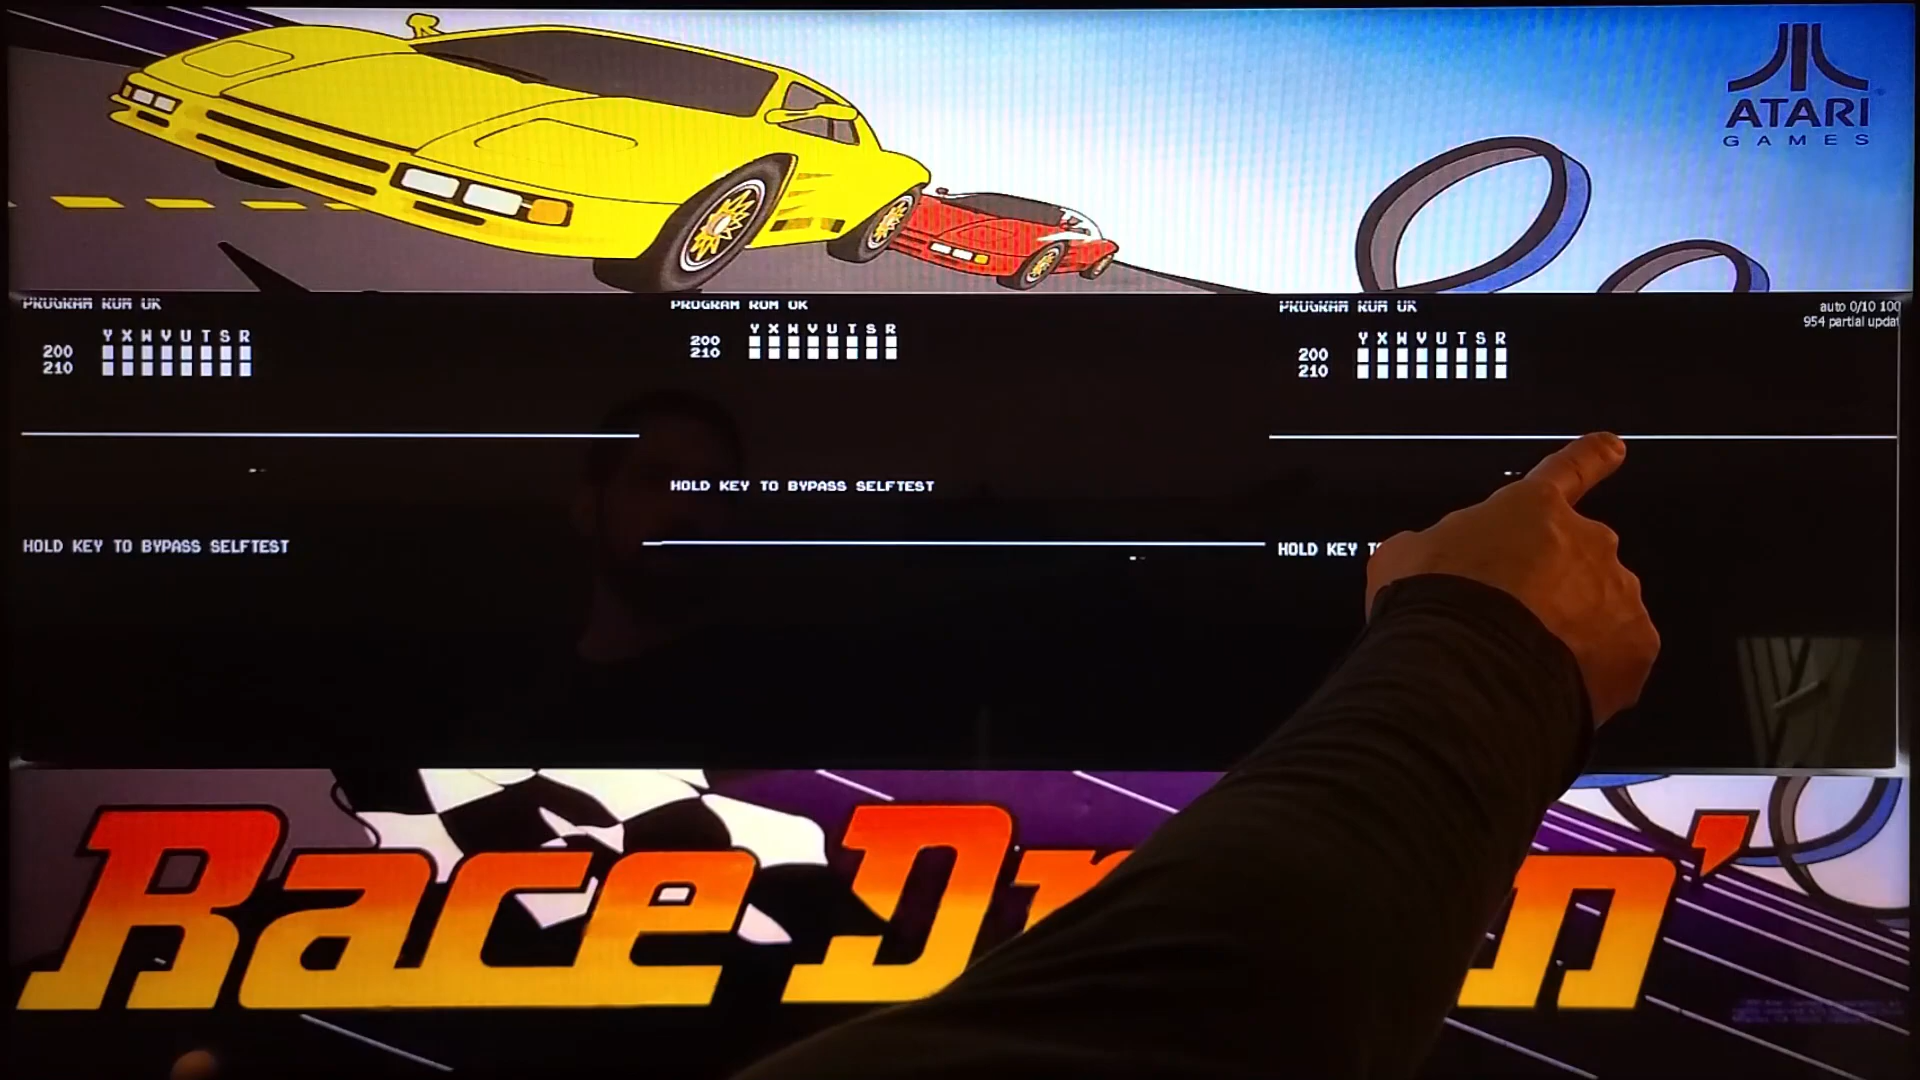 ATARI
GAMES
PROGRAM ROM OK
Y X W V U T S R
200
210
HOLD KEY TO BYPASS SELFTEST
PROGRAM ROM OK
Y X W V U T S R
200
210
HOLD KEY TO BYPASS SELFTEST
PROGRAM ROM OK
Y X W V U T S R
200
210
HOLD KEY
auto 0/10 100
954 partial updat
Race